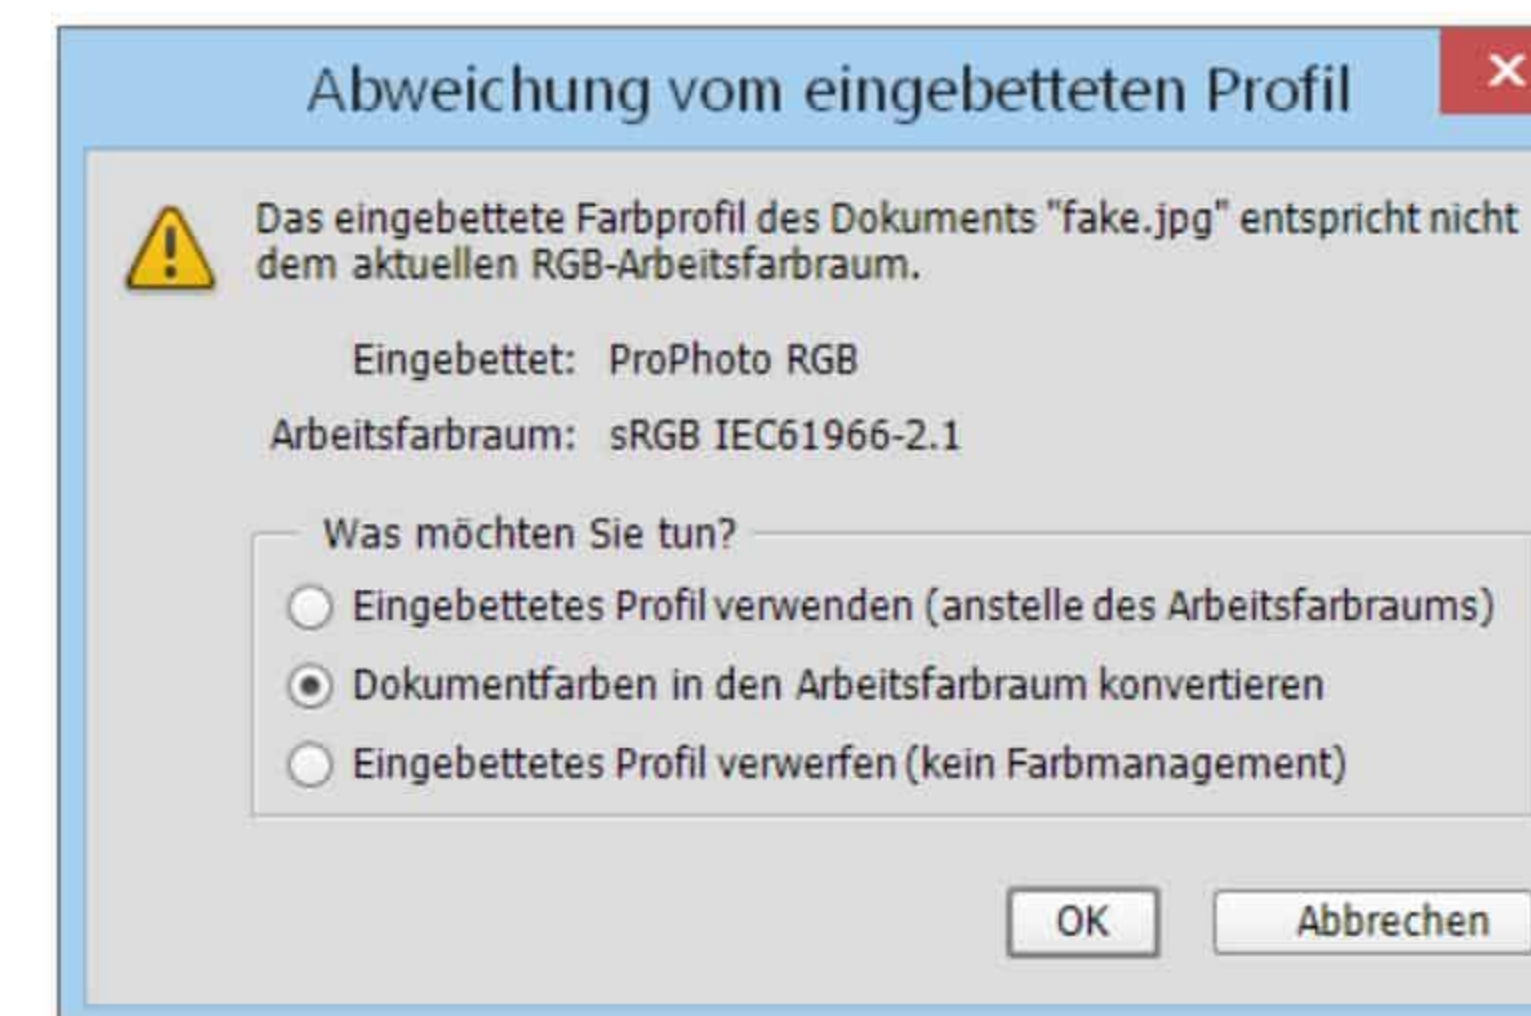 Abweichung vom eingebetteten Profil
Das eingebettete Farbprofil des Dokuments "fake.jpg" entspricht nicht
dem aktuellen RGB-Arbeitsfarbraum.
Eingebettet: ProPhoto RGB
Arbeitsfarbraum: sRGB IEC61966-2.1
Was möchten Sie tun?
Eingebettetes Profil verwenden (anstelle des Arbeitsfarbraums)
Dokumentfarben in den Arbeitsfarbraum konvertieren
Eingebettetes Profil verwerfen (kein Farbmanagement)
OK Abbrechen